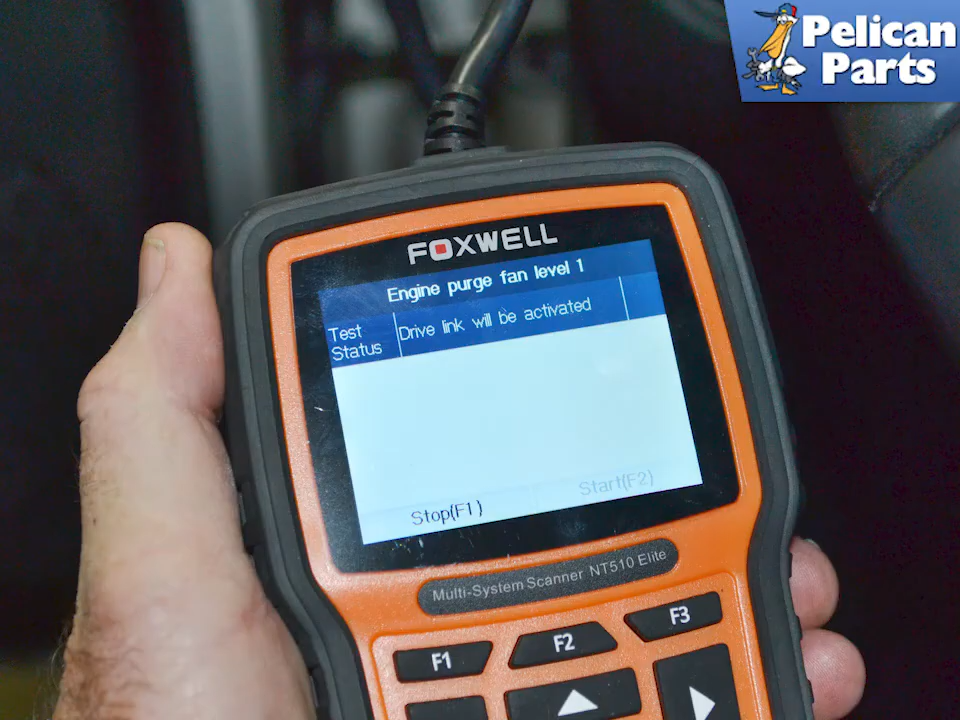 Pelican
Parts
FOXWELL
Engine purge fan level 1
Test
Status
Drive link will be activated
Stop(F1)
Start(F2)
Multi-System Scanner NT510 Elite
F1
F2
F3